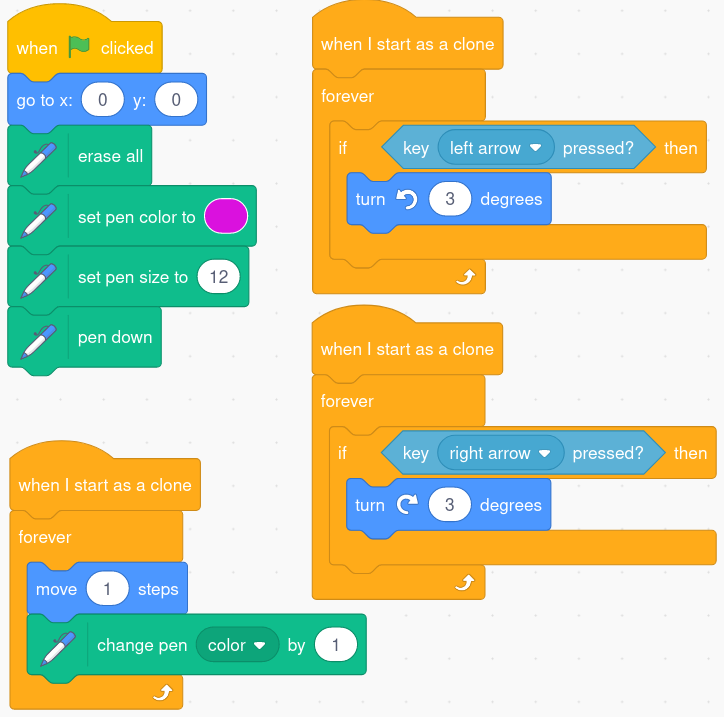 when clicked
go to x: 0 y: 0
erase all
set pen color to
set pen size to 12
pen down
when I start as a clone
forever
move 1 steps
change pen color by 1
when I start as a clone
forever
if key left arrow pressed? then
turn 3 degrees
when I start as a clone
forever
if key right arrow pressed? then
turn 3 degrees